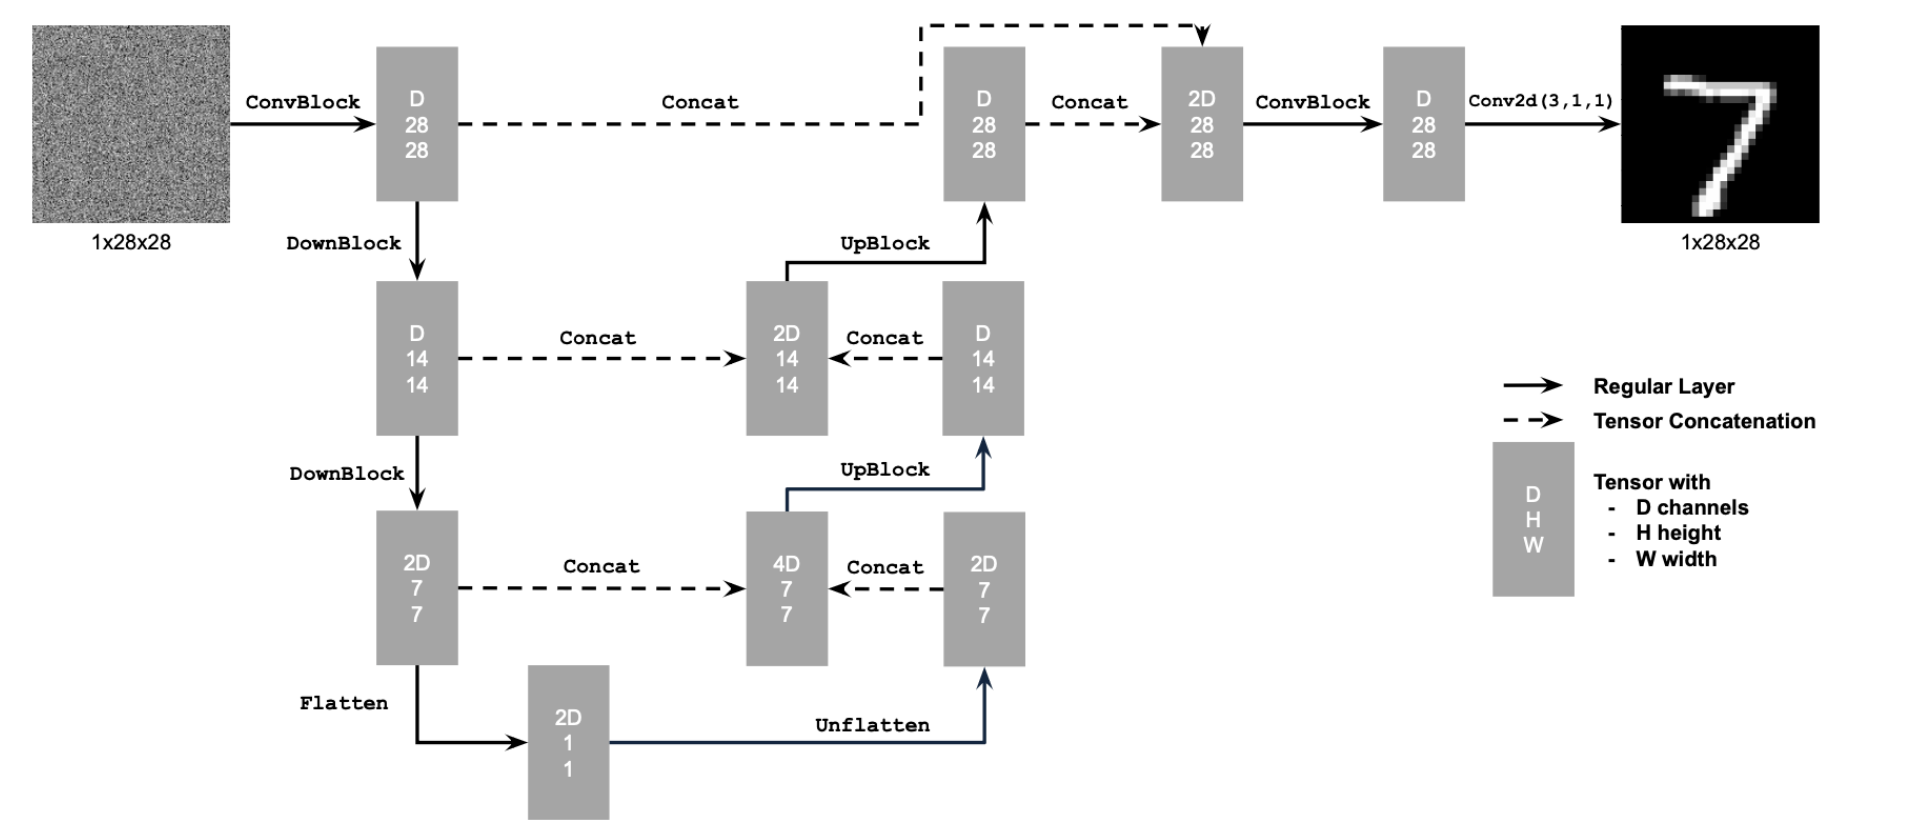 ConvBlock
D
28
28
Concat
D
28
28
Concat
2D
28
28
ConvBlock
D
28
28
Conv2d(3,1,1)
1x28x28
1x28x28
DownBlock
UpBlock
D
14
14
Concat
2D
14
14
Concat
D
14
14
DownBlock
UpBlock
2D
7
7
Concat
4D
7
7
Concat
2D
7
7
Flatten
2D
1
1
Unflatten
Regular Layer
Tensor Concatenation
D
H
W
Tensor with
- D channels
- H height
- W width